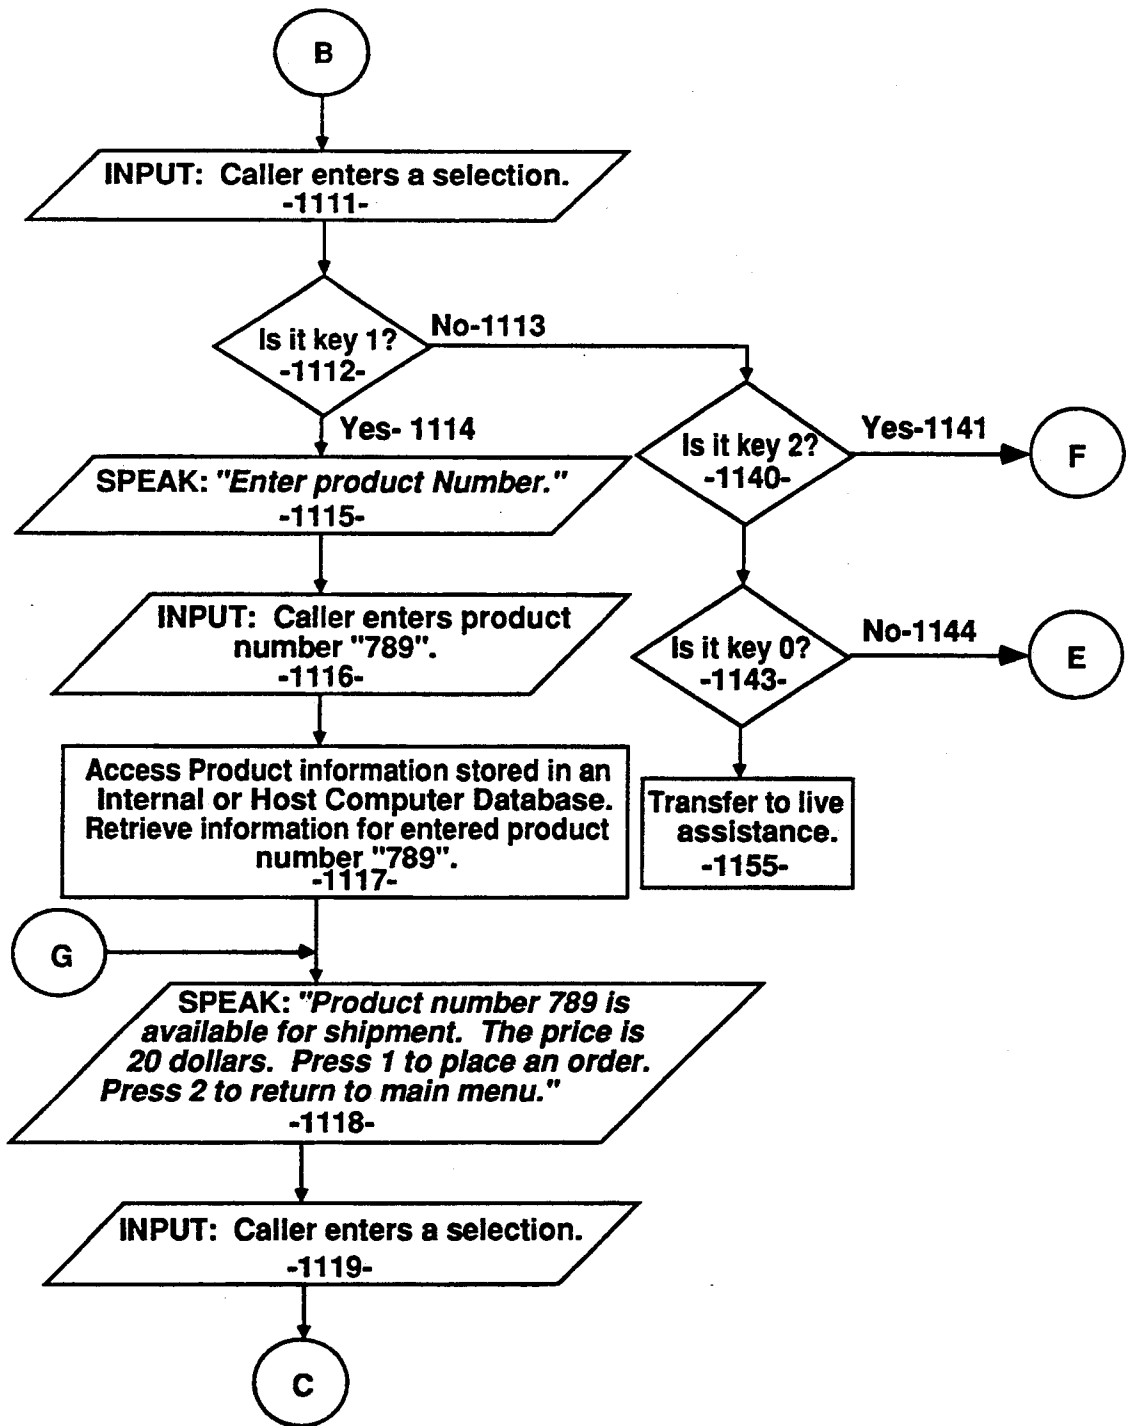 B
INPUT: Caller enters a selection.
-1111-
Is it key 1?
-1112-
No-1113
Yes- 1114
Is it key 2?
-1140-
Yes-1141
F
SPEAK: "Enter product Number."
-1115-
INPUT: Caller enters product
number "789".
-1116-
Is it key 0?
-1143-
No-1144
E
Access Product information stored in an
Internal or Host Computer Database.
Retrieve information for entered product
number "789".
-1117-
Transfer to live
assistance.
-1155-
G
SPEAK: "Product number 789 is
available for shipment. The price is
20 dollars. Press 1 to place an order.
Press 2 to return to main menu."
-1118-
INPUT: Caller enters a selection.
-1119-
C